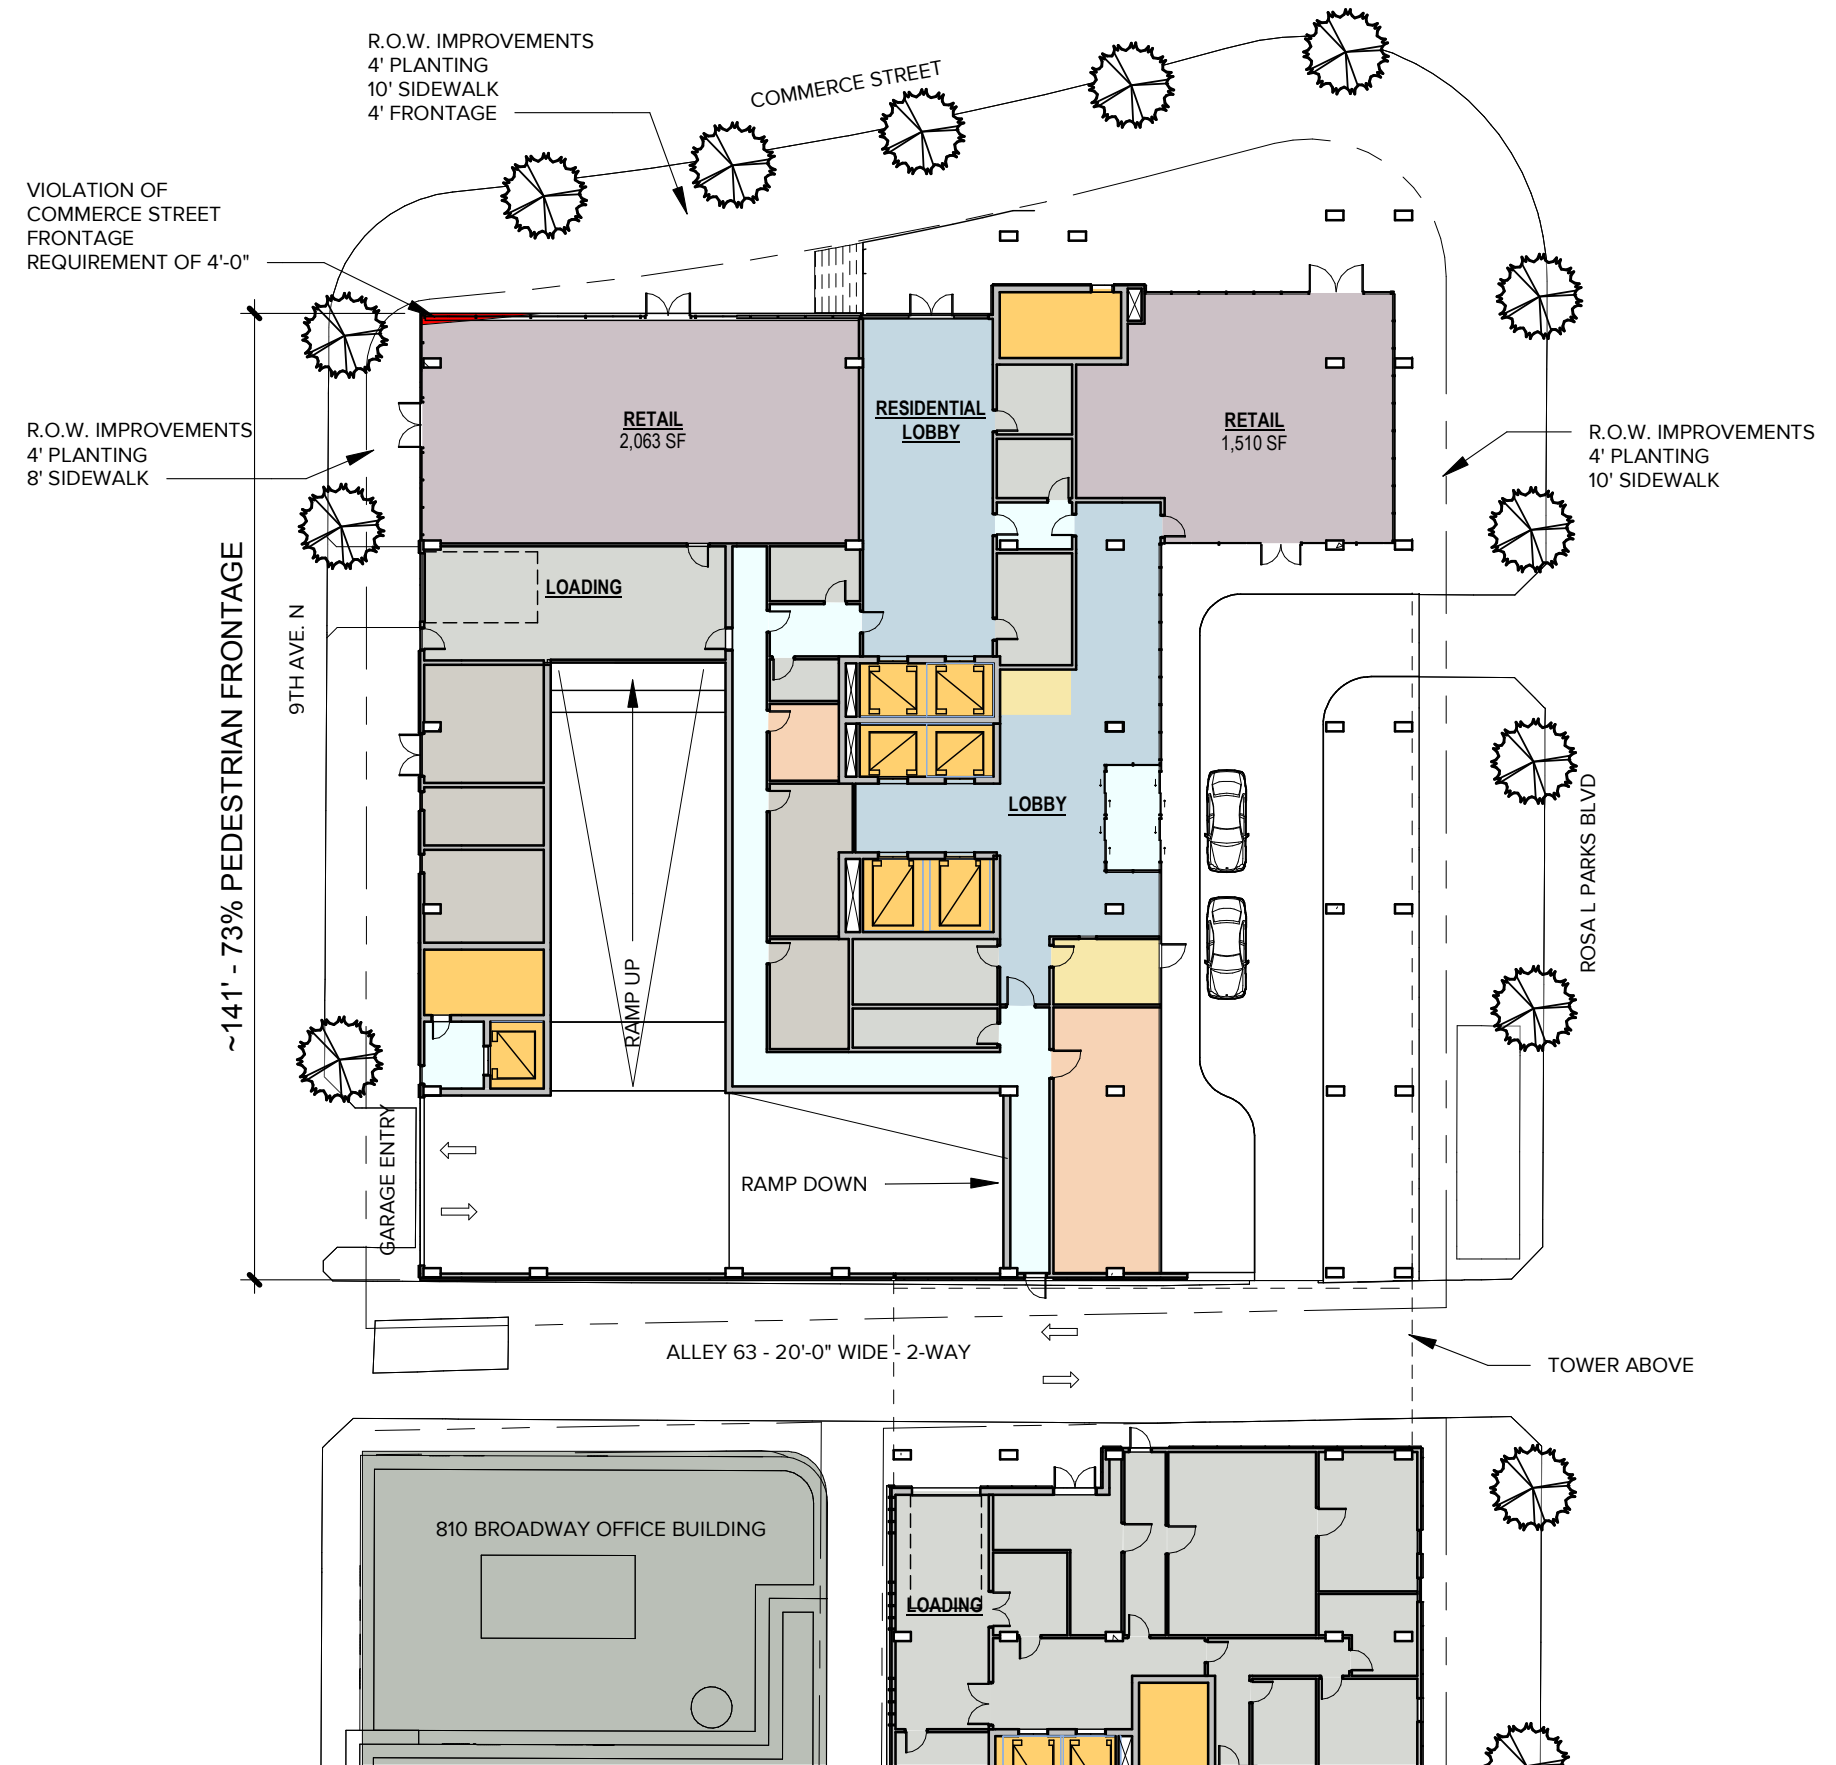 R.O.W. IMPROVEMENTS
4' PLANTING
10' SIDEWALK
4' FRONTAGE
COMMERCE STREET
VIOLATION OF
COMMERCE STREET
FRONTAGE
REQUIREMENT OF 4'-0"
R.O.W. IMPROVEMENTS
4' PLANTING
8' SIDEWALK
RETAIL
2,063 SF
RESIDENTIAL
LOBBY
RETAIL
1,510 SF
R.O.W. IMPROVEMENTS
4' PLANTING
10' SIDEWALK
LOADING
9TH AVE. N
~141' - 73% PEDESTRIAN FRONTAGE
LOBBY
ROSA L PARKS BLVD
RAMP UP
GARAGE ENTRY
RAMP DOWN
ALLEY 63 - 20'-0" WIDE - 2-WAY
TOWER ABOVE
810 BROADWAY OFFICE BUILDING
LOADING